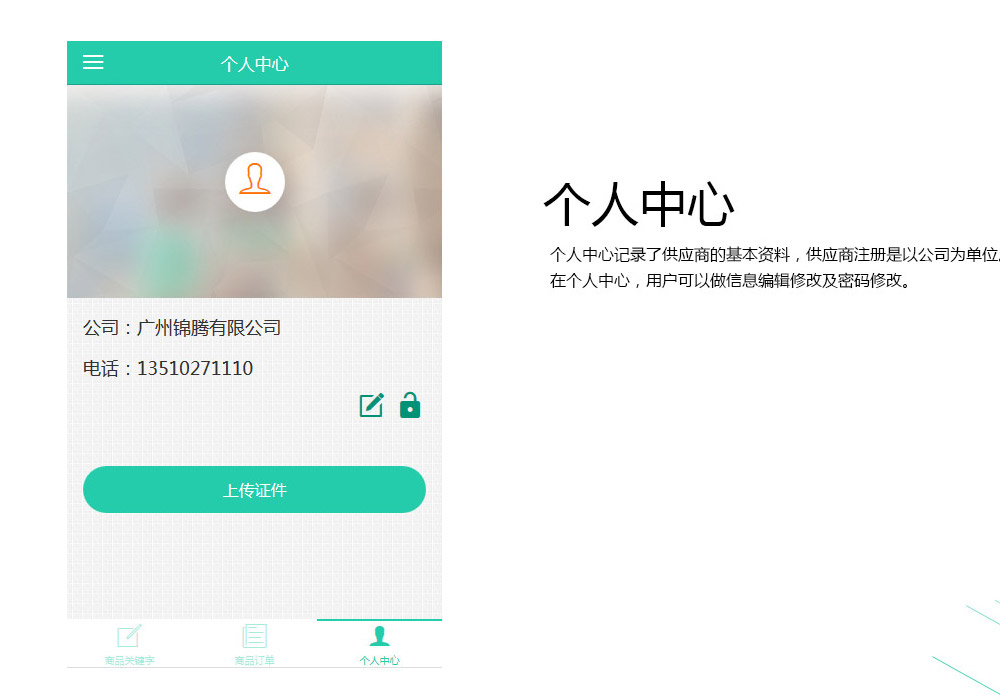 个人中心
公司：广州锦腾有限公司
电话：13510271110
上传证件
商品关键字
商品订单
个人中心
个人中心
个人中心记录了供应商的基本资料，供应商注册是以公司为单位。
在个人中心，用户可以做信息编辑修改及密码修改。